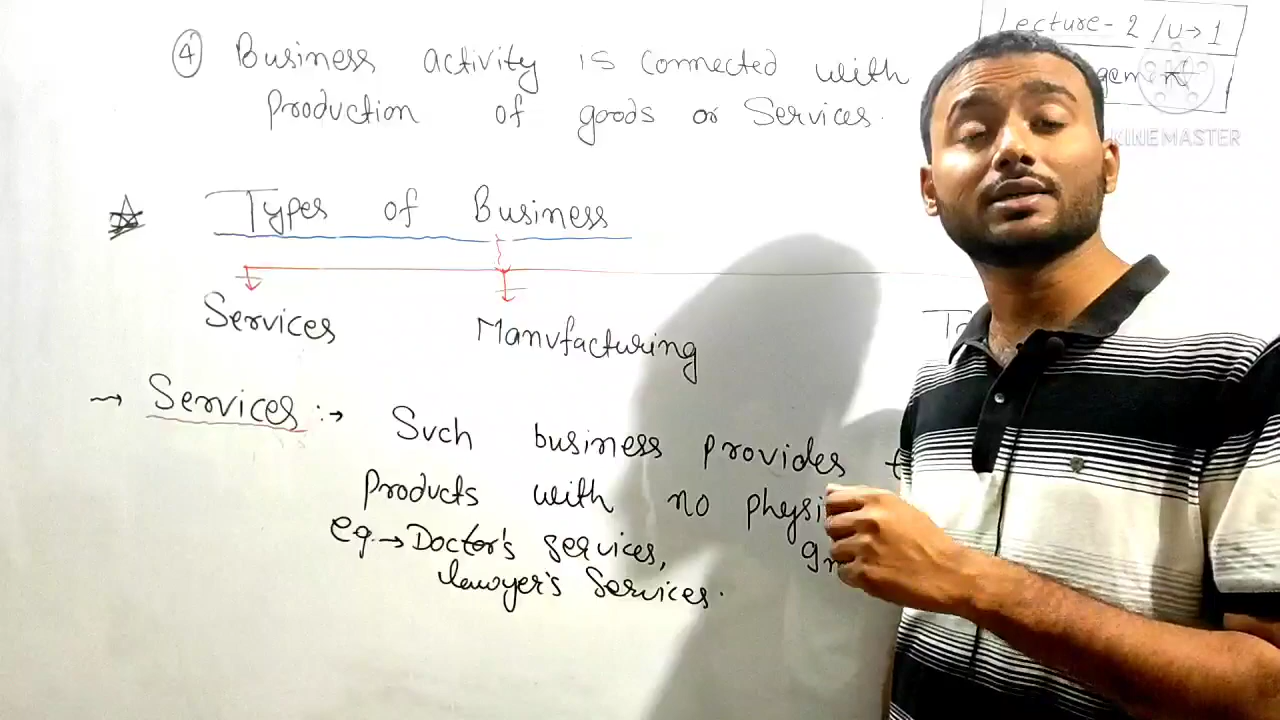 Lecture - 2 / U→1
④ Business activity is connected with
production of goods or Services.
KINEMASTER
Types of Business
Services
Manufacturing
→ Services :→ Such business provides
products with no physi
eg.→ Doctor's services,
lawyer's Services.